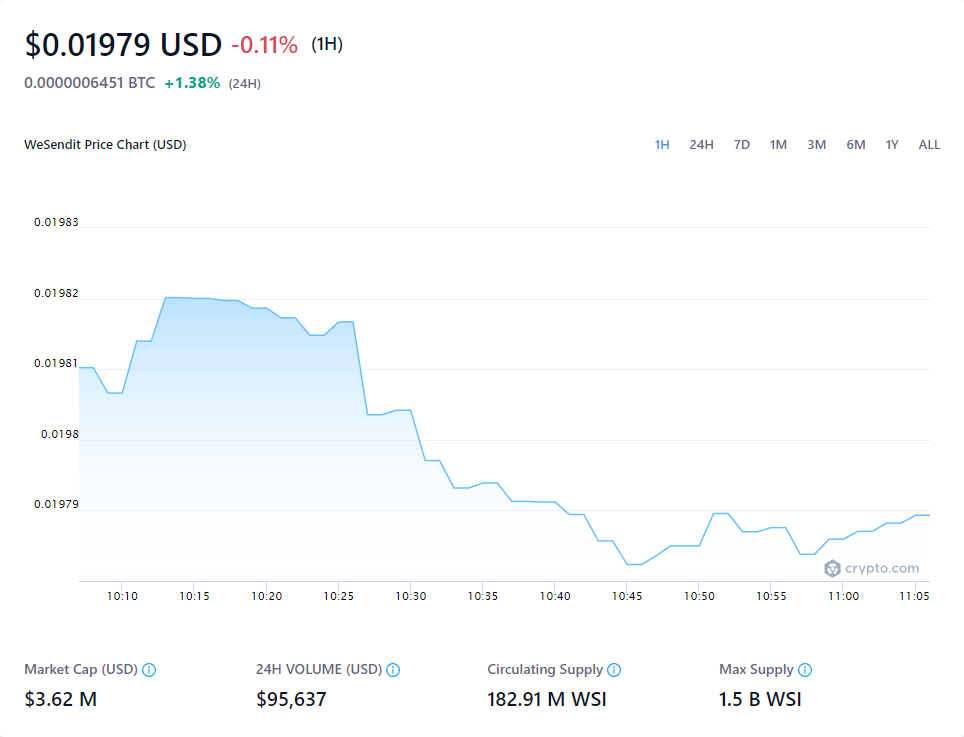 $0.01979 USD -0.11% (1H)
0.0000006451 BTC +1.38% (24H)
WeSendit Price Chart (USD) 1H 24H 7D 1M 3M 6M 1Y ALL
0.01983
0.01982
0.01981
0.0198
0.01979
crypto.com
10:10 10:15 10:20 10:25 10:30 10:35 10:40 10:45 10:50 10:55 11:00 11:05
Market Cap (USD) 24H VOLUME (USD) Circulating Supply Max Supply
$3.62 M $95,637 182.91 M WSI 1.5 B WSI